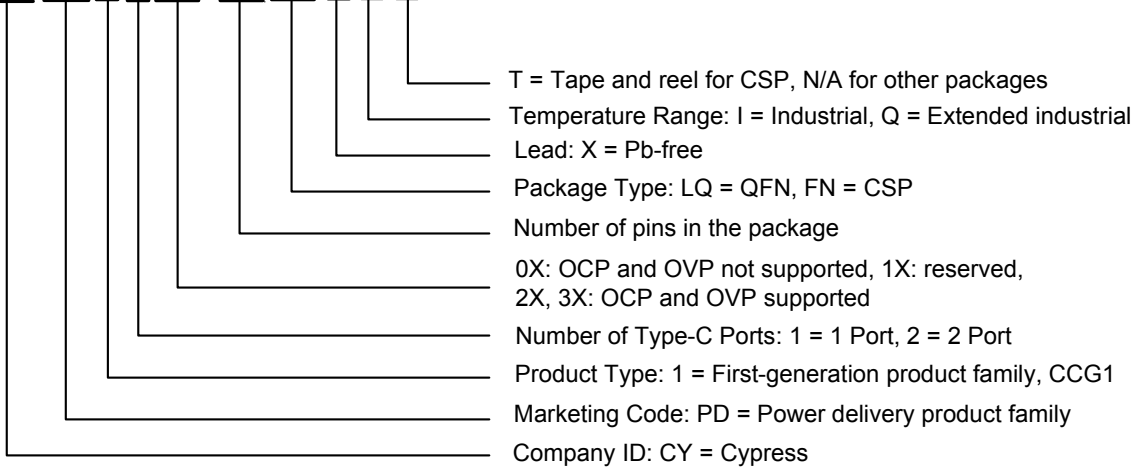 T = Tape and reel for CSP, N/A for other packages
Temperature Range: I = Industrial, Q = Extended industrial
Lead: X = Pb-free
Package Type: LQ = QFN, FN = CSP
Number of pins in the package
0X: OCP and OVP not supported, 1X: reserved,
2X, 3X: OCP and OVP supported
Number of Type-C Ports: 1 = 1 Port, 2 = 2 Port
Product Type: 1 = First-generation product family, CCG1
Marketing Code: PD = Power delivery product family
Company ID: CY = Cypress